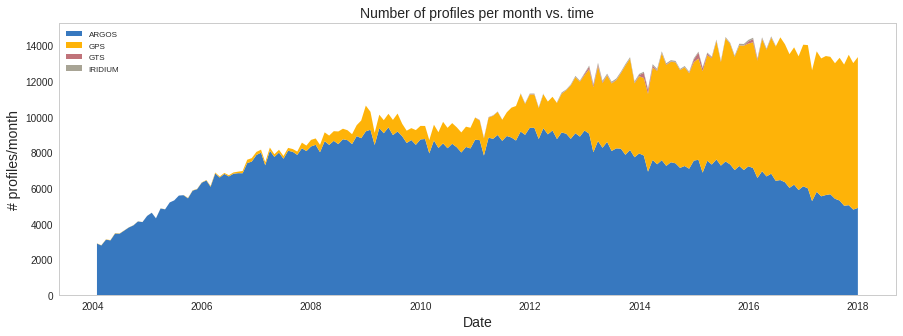 Number of profiles per month vs. time
ARGOS
GPS
GTS
IRIDIUM
# profiles/month
14000
12000
10000
8000
6000
4000
2000
0
2004 2006 2008 2010 2012 2014 2016 2018
Date